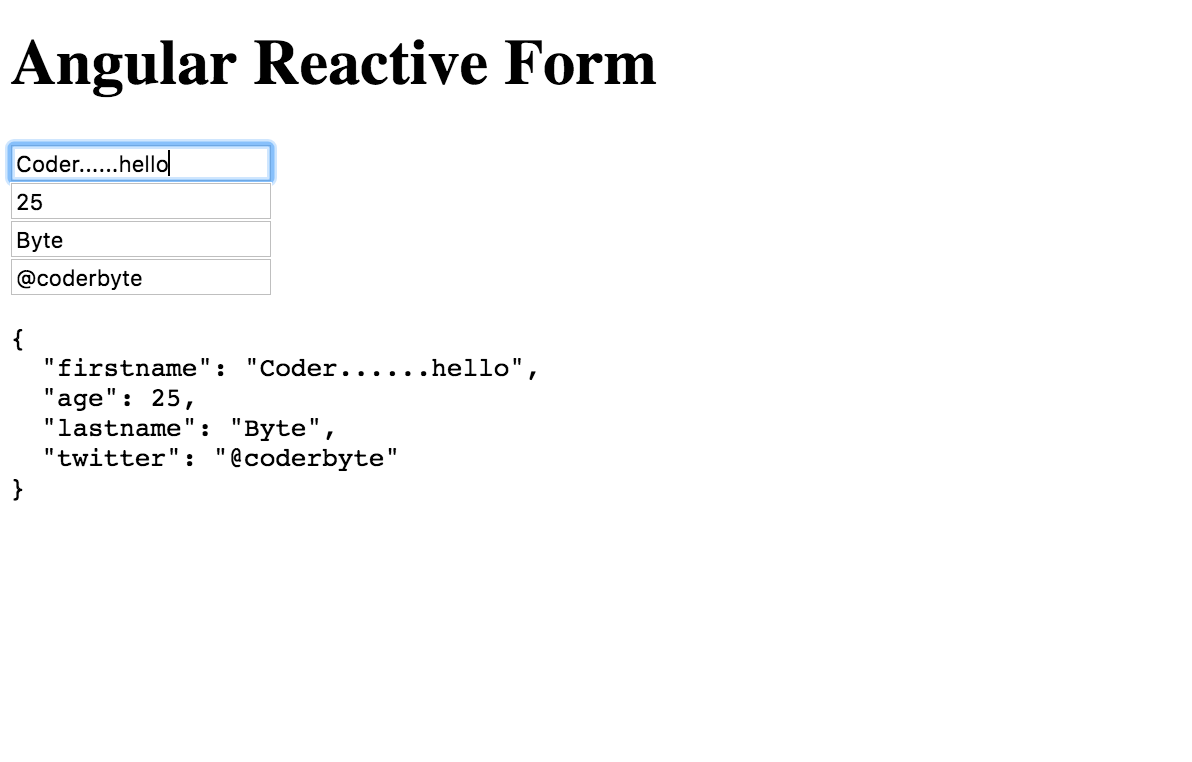 Angular Reactive Form
Coder......hello
25
Byte
@coderbyte
{
  "firstname": "Coder......hello",
  "age": 25,
  "lastname": "Byte",
  "twitter": "@coderbyte"
}